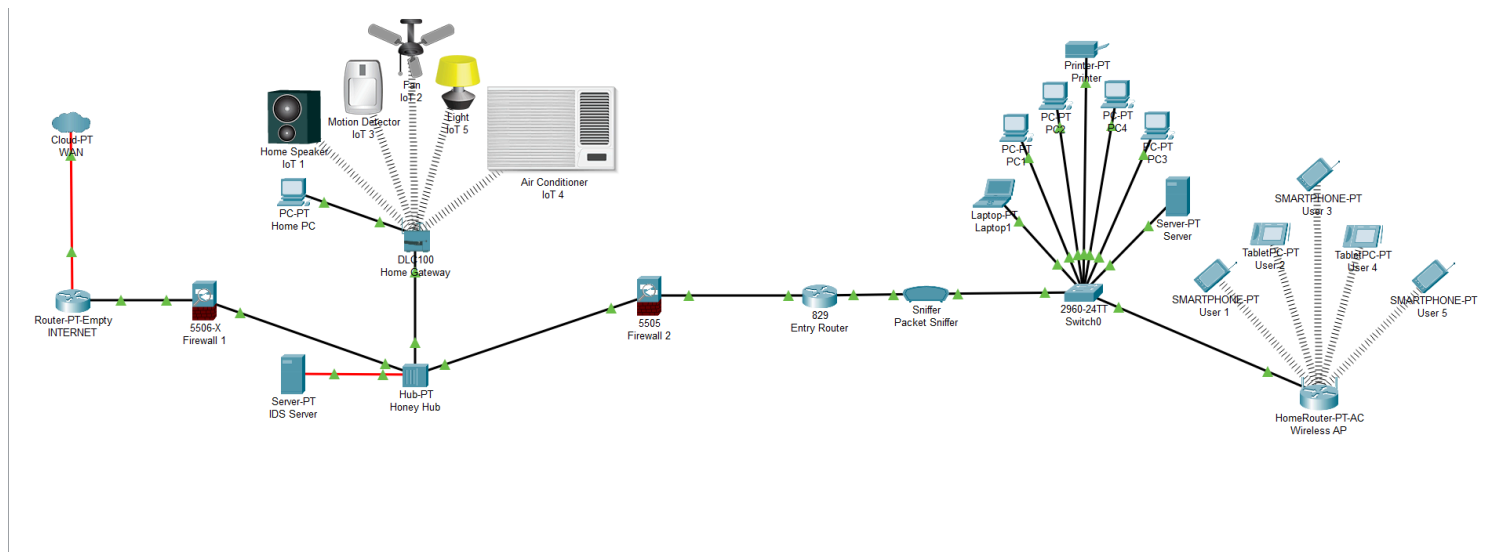 Cloud-PT
WAN
Router-PT-Empty
INTERNET
5506-X
Firewall 1
Home Speaker
IoT 1
Motion Detector
IoT 3
Fan
IoT 2
Light
IoT 5
Air Conditioner
IoT 4
PC-PT
Home PC
DLC100
Home Gateway
Server-PT
IDS Server
Hub-PT
Honey Hub
5505
Firewall 2
829
Entry Router
Sniffer
Packet Sniffer
2960-24TT
Switch0
Laptop-PT
Laptop1
PC-PT
PC1
PC-PT
PC2
Printer-PT
Printer
PC-PT
PC4
PC-PT
PC3
Server-PT
Server
SMARTPHONE-PT
User 1
TabletPC-PT
User 2
SMARTPHONE-PT
User 3
TabletPC-PT
User 4
SMARTPHONE-PT
User 5
HomeRouter-PT-AC
Wireless AP